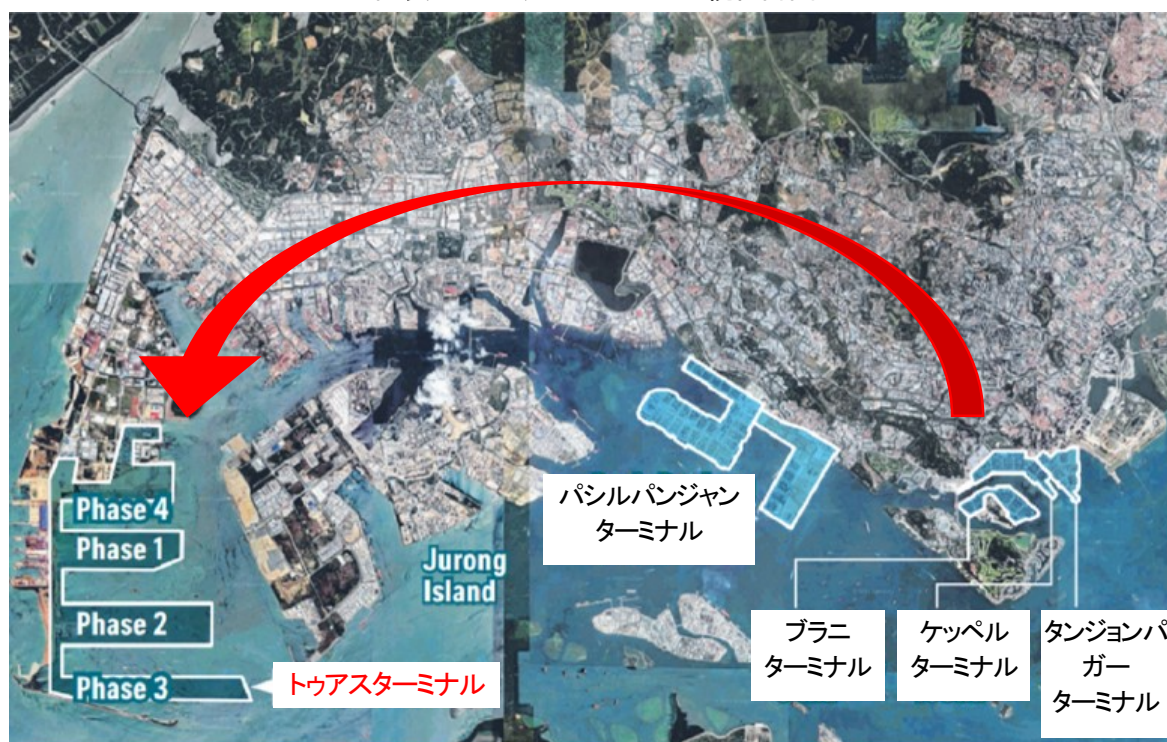 Phase 4
Phase 1
Phase 2
Phase 3
トゥアスターミナル
Jurong
Island
パシルパンジャン
ターミナル
ブラニ
ターミナル
ケッペル
ターミナル
タンジョンパ
ガー
ターミナル